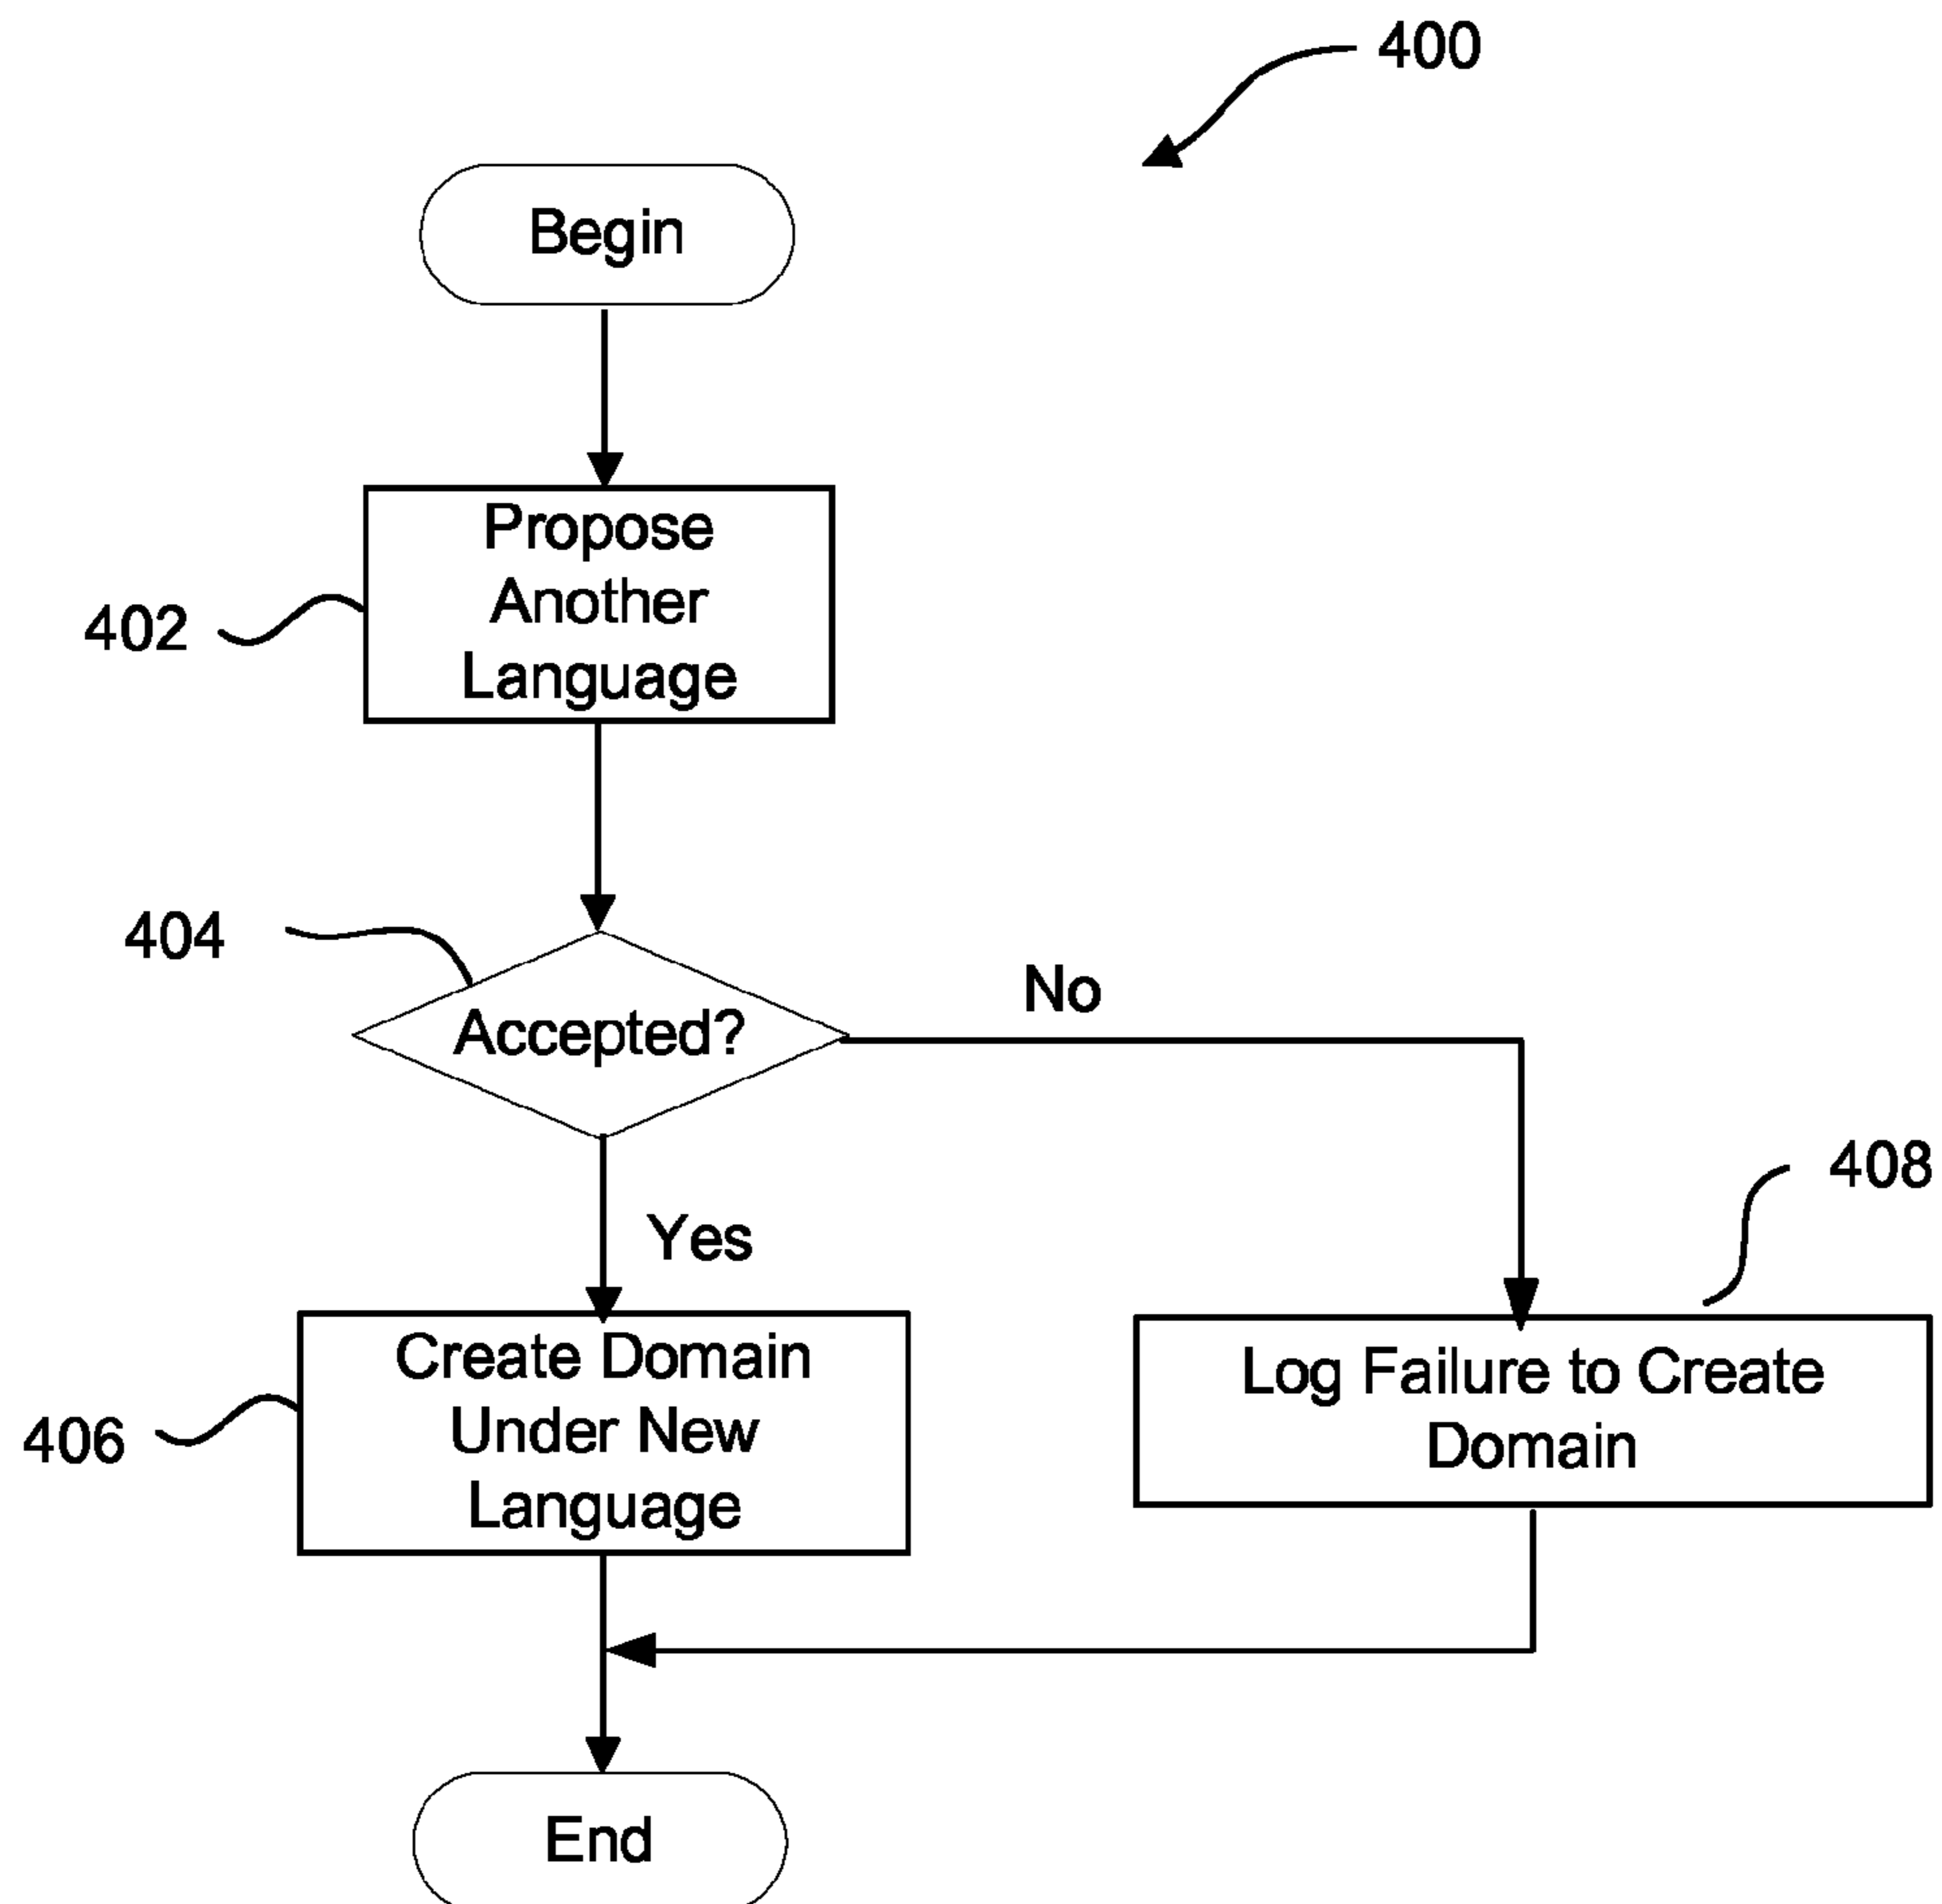 400
Begin
Propose
Another
Language
402
404
Accepted?
No
Yes
408
Create Domain
Under New
Language
406
Log Failure to Create
Domain
End